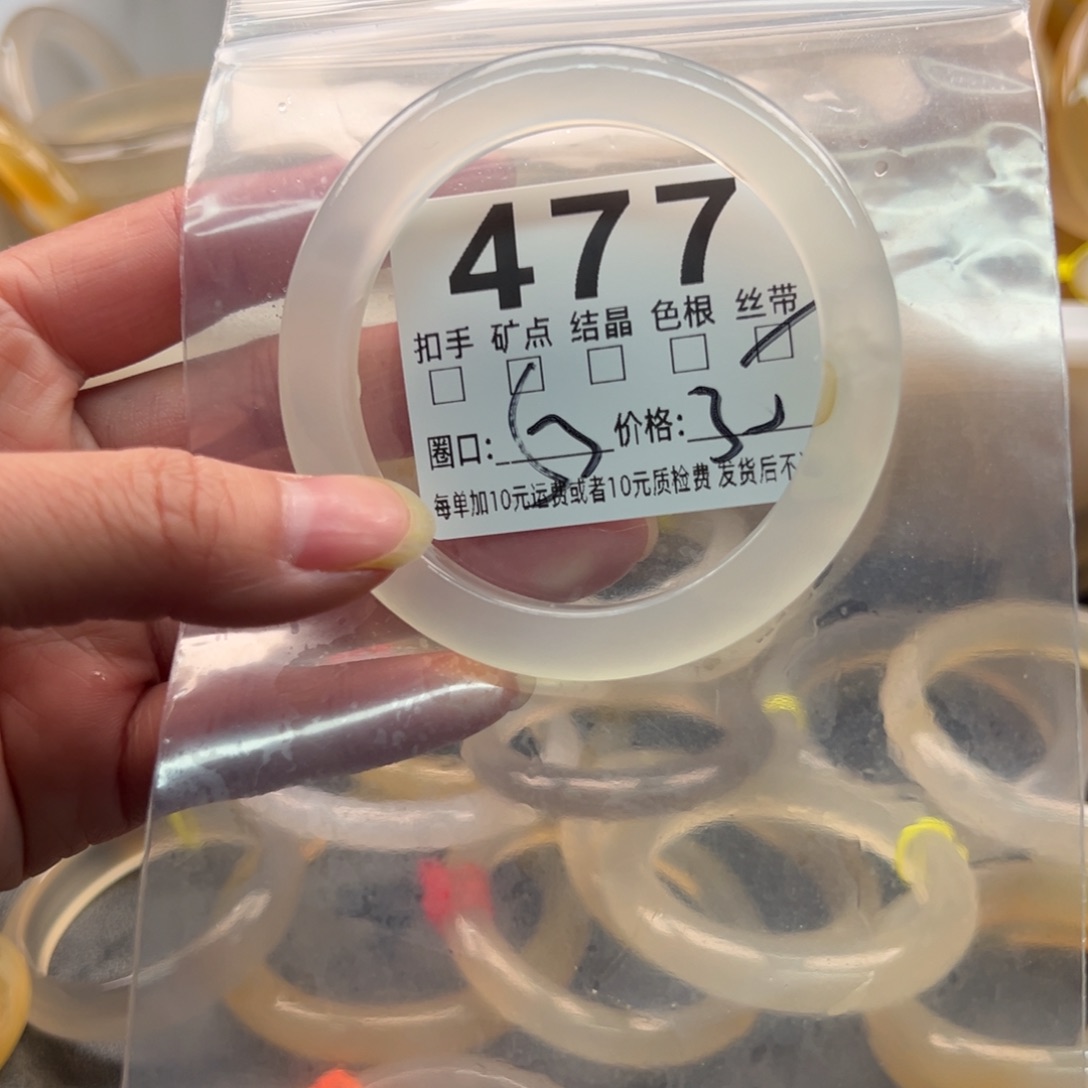 477
扣手 矿点 结晶 色根 丝带
圈口: 价格:
每单加10元运费或者10元质检费 发货后不